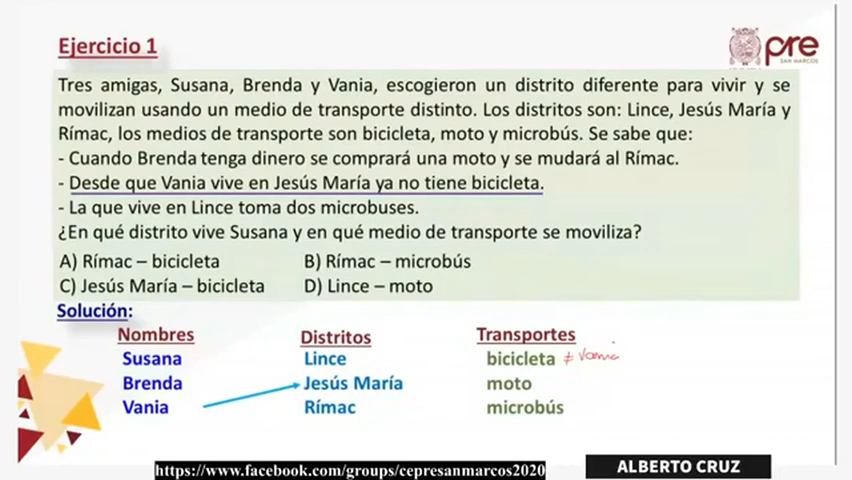 Ejercicio 1
pre
SAN MARCOS
Tres amigas, Susana, Brenda y Vania, escogieron un distrito diferente para vivir y se
movilizan usando un medio de transporte distinto. Los distritos son: Lince, Jesús María y
Rímac, los medios de transporte son bicicleta, moto y microbús. Se sabe que:
- Cuando Brenda tenga dinero se comprará una moto y se mudará al Rímac.
- Desde que Vania vive en Jesús María ya no tiene bicicleta.
- La que vive en Lince toma dos microbuses.
¿En qué distrito vive Susana y en qué medio de transporte se moviliza?
A) Rímac – bicicleta B) Rímac – microbús
C) Jesús María – bicicleta D) Lince – moto
Solución:
Nombres Distritos Transportes
Susana Lince bicicleta ≠ Vania
Brenda Jesús María moto
Vania Rímac microbús
https://www.facebook.com/groups/cepresanmarcos2020
ALBERTO CRUZ